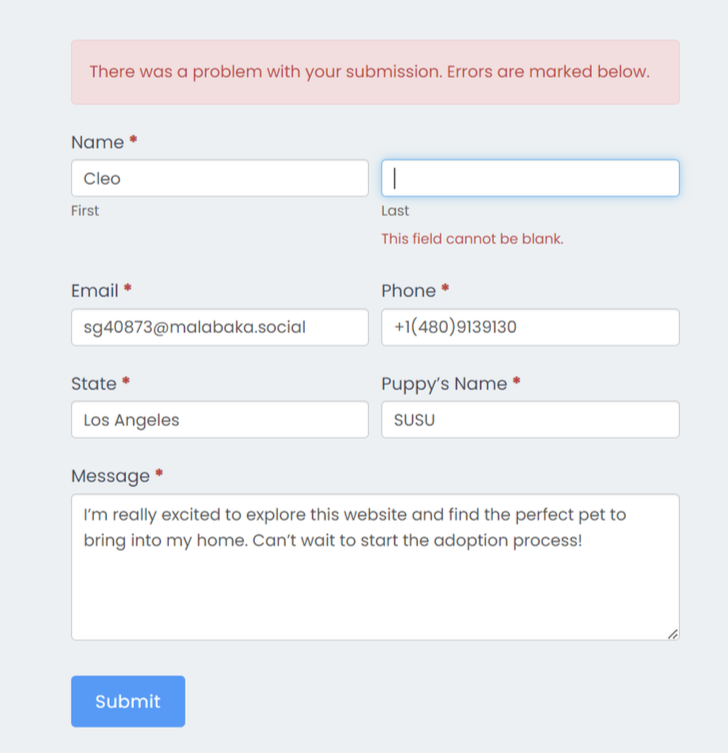 There was a problem with your submission. Errors are marked below.
Name *
Cleo
First
Last
This field cannot be blank.
Email *
Phone *
sg40873@malabaka.social
+1(480)9139130
State *
Puppy’s Name *
Los Angeles
SUSU
Message *
I’m really excited to explore this website and find the perfect pet to
bring into my home. Can’t wait to start the adoption process!
Submit